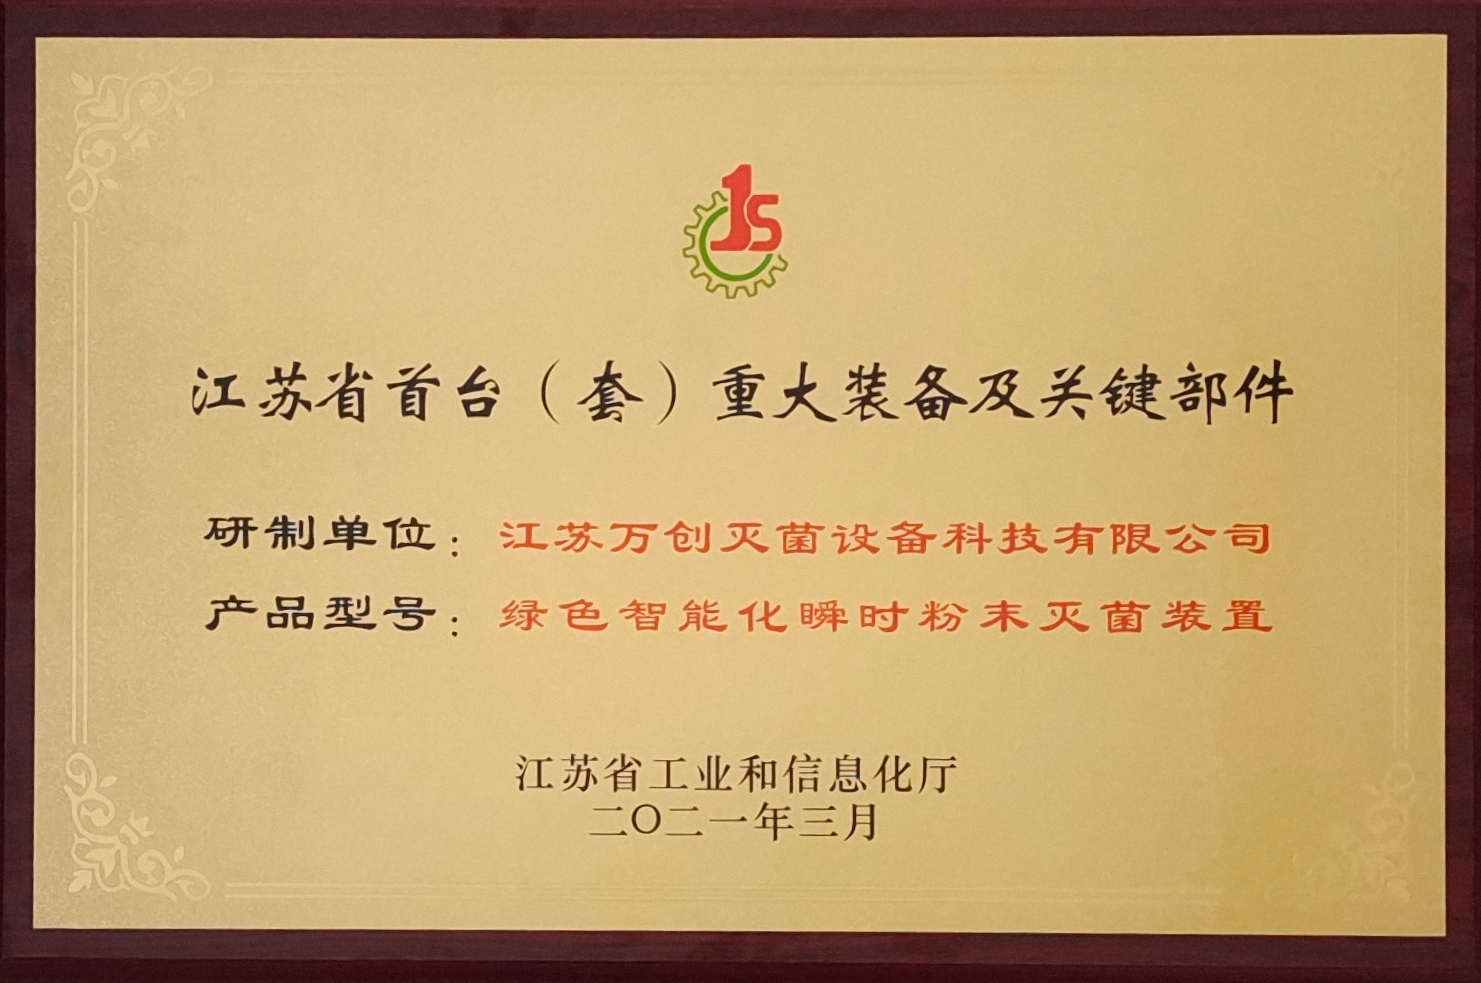 1s
江苏省首台（套）重大装备及关键部件
研制单位：江苏万创灭菌设备科技有限公司
产品型号：绿色智能化瞬时粉末灭菌装置
江苏省工业和信息化厅
二〇二一年三月